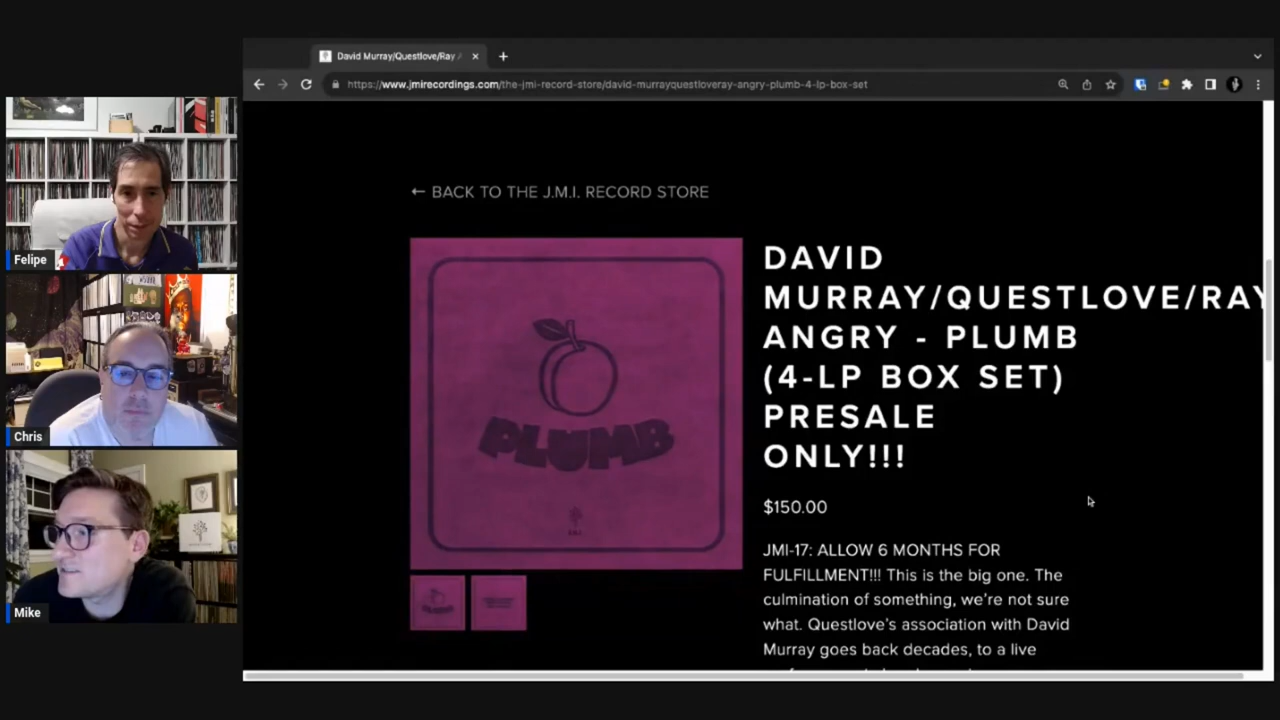 David Murray/Questlove/Ray
https://www.jmirecordings.com/the-jmi-record-store/david-murrayquestloveray-angry-plumb-4-lp-box-set
← BACK TO THE J.M.I. RECORD STORE
PLUMB
DAVID
MURRAY/QUESTLOVE/RAY
ANGRY - PLUMB
(4-LP BOX SET)
PRESALE
ONLY!!!
$150.00
JMI-17: ALLOW 6 MONTHS FOR
FULFILLMENT!!! This is the big one. The
culmination of something, we're not sure
what. Questlove's association with David
Murray goes back decades, to a live
Felipe
Chris
Mike